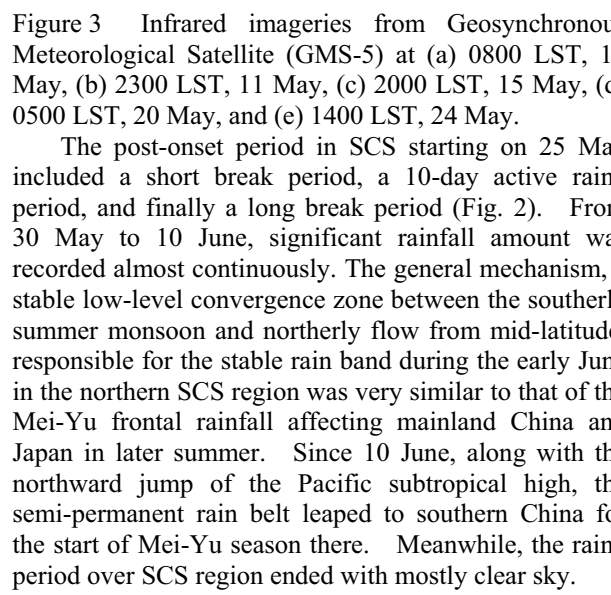 Figure 3 Infrared imageries from Geosynchronou
Meteorological Satellite (GMS-5) at (a) 0800 LST, 1
May, (b) 2300 LST, 11 May, (c) 2000 LST, 15 May, (d
0500 LST, 20 May, and (e) 1400 LST, 24 May.
The post-onset period in SCS starting on 25 Ma
included a short break period, a 10-day active rain
period, and finally a long break period (Fig. 2). Fron
30 May to 10 June, significant rainfall amount wa
recorded almost continuously. The general mechanism,
stable low-level convergence zone between the southerl
summer monsoon and northerly flow from mid-latitude
responsible for the stable rain band during the early Jun
in the northern SCS region was very similar to that of th
Mei-Yu frontal rainfall affecting mainland China an
Japan in later summer. Since 10 June, along with th
northward jump of the Pacific subtropical high, th
semi-permanent rain belt leaped to southern China fo
the start of Mei-Yu season there. Meanwhile, the rain
period over SCS region ended with mostly clear sky.